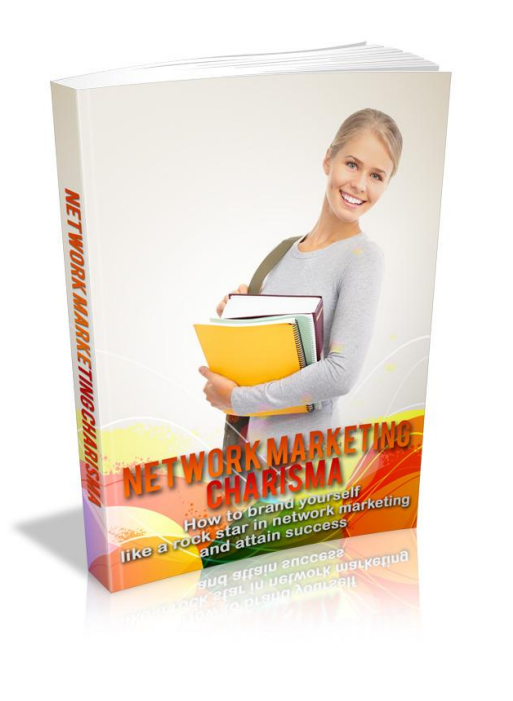 NETWORK MARKETING CHARISMA
NETWORK MARKETING
CHARISMA
How to brand yourself
like a rock star in network marketing
and attain success